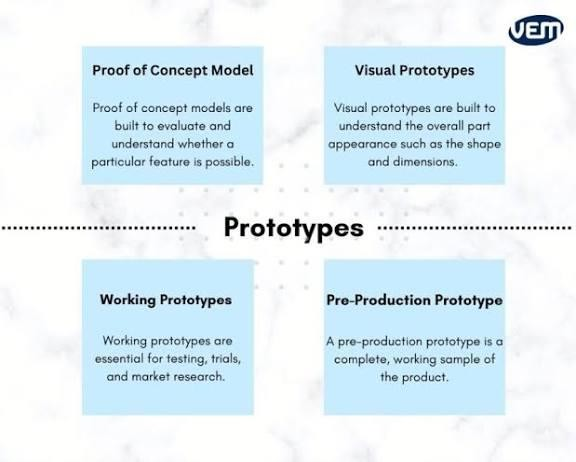 VEM
Proof of Concept Model
Proof of concept models are
built to evaluate and
understand whether a
particular feature is possible.
Visual Prototypes
Visual prototypes are built to
understand the overall part
appearance such as the shape
and dimensions.
Prototypes
Working Prototypes
Working prototypes are
essential for testing, trials,
and market research.
Pre-Production Prototype
A pre-production prototype is a
complete, working sample of
the product.